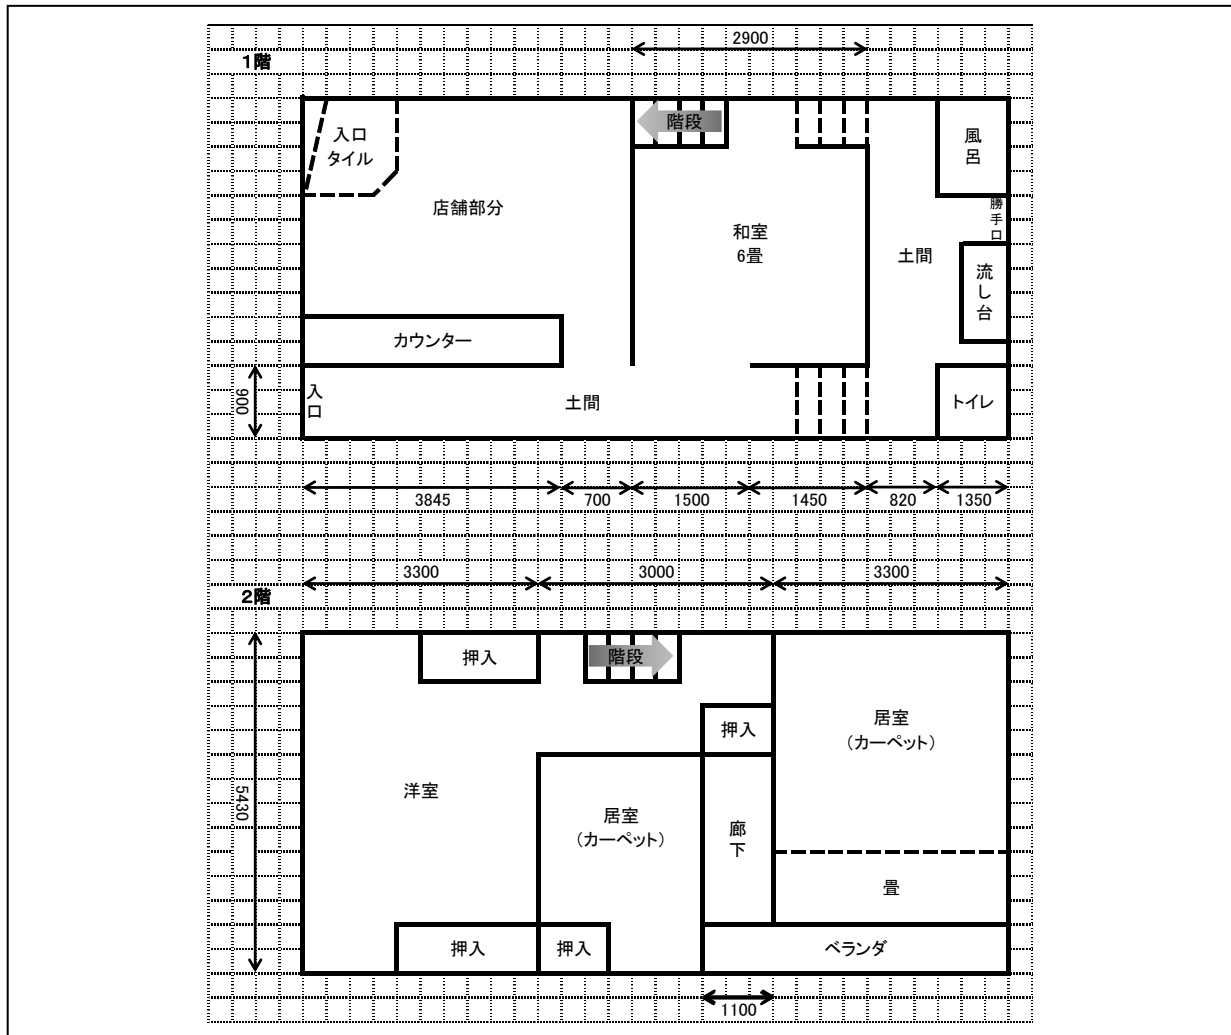 2900
1階
階段
入口
タイル
風呂
勝手口
店舗部分
和室
6畳
土間
流し台
カウンター
900
入口
土間
トイレ
3845
700
1500
1450
820
1350
3300
3000
3300
2階
押入
階段
押入
居室
(カーペット)
5430
洋室
居室
(カーペット)
廊下
畳
押入
押入
ベランダ
1100